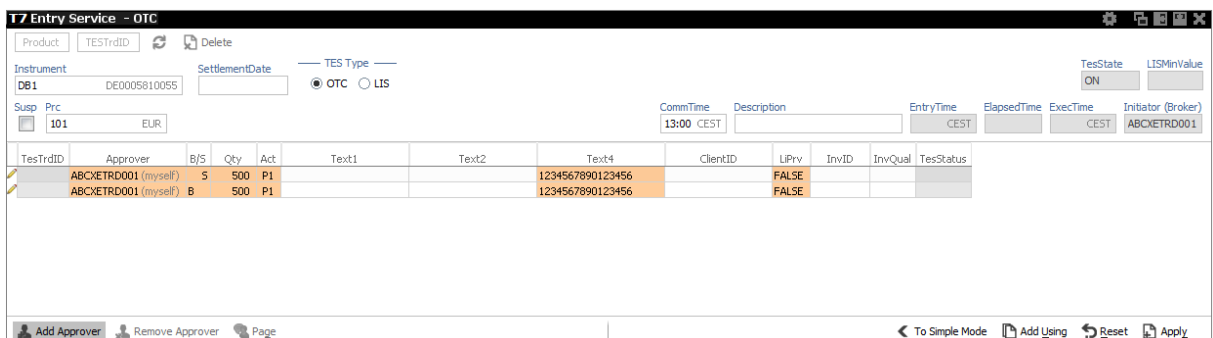 T7 Entry Service - OTC
Product TESTrdID Delete
Instrument SettlementDate TES Type TesState LISMinValue
DB1 DE0005810055 OTC LIS ON
Susp Prc CommTime Description EntryTime ElapsedTime ExecTime Initiator (Broker)
101 EUR 13:00 CEST CEST CEST ABCXETRD001
TesTrdID Approver B/S Qty Act Text1 Text2 Text4 ClientID LiPrv InvID InvQual TesStatus
ABCXETRD001 (myself) S 500 P1 1234567890123456 FALSE
ABCXETRD001 (myself) B 500 P1 1234567890123456 FALSE
Add Approver Remove Approver Page To Simple Mode Add Using Reset Apply